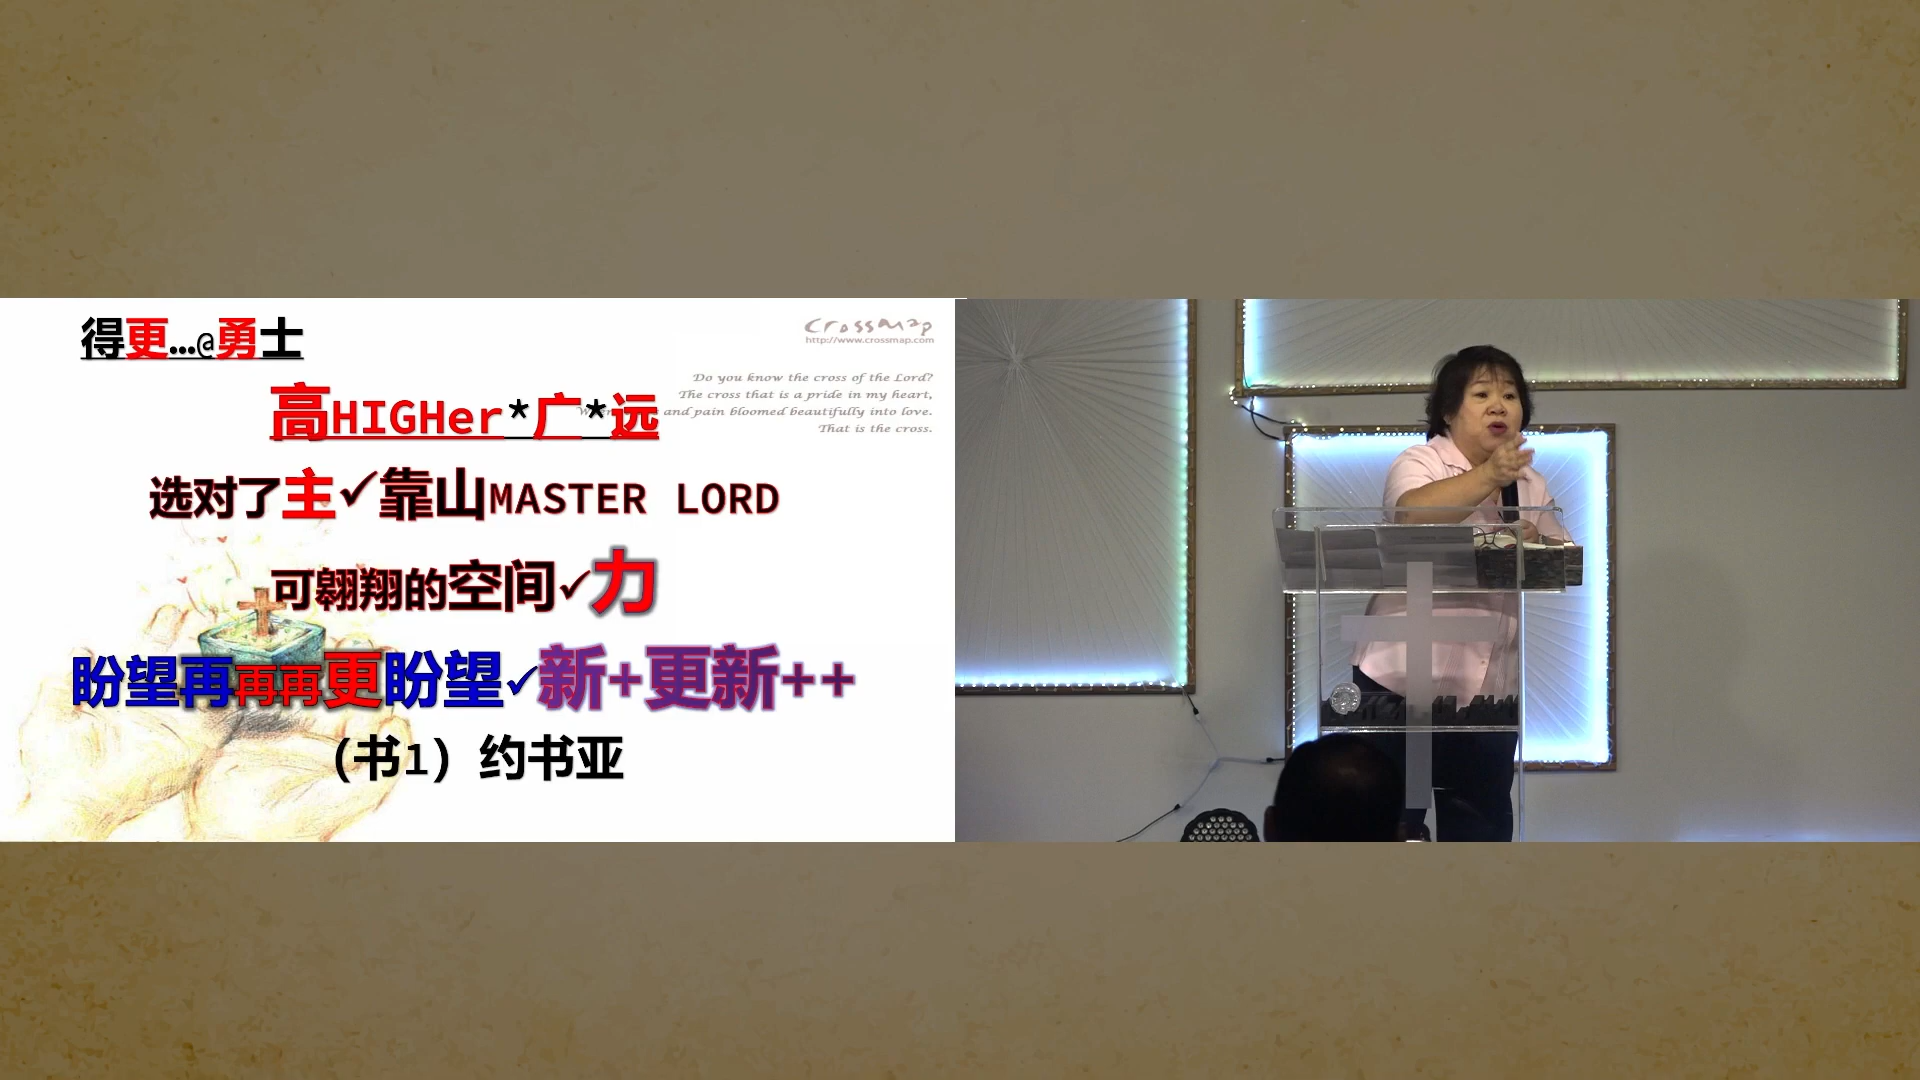 得更...@勇士
crossmap
http://www.crossmap.com
Do you know the cross of the Lord?
The cross that is a pride in my heart,
and pain bloomed beautifully into love.
That is the cross.
高HIGHer*广*远
选对了主✓靠山MASTER LORD
可翱翔的空间✓力
盼望再再再更盼望✓新+更新++
（书1）约书亚